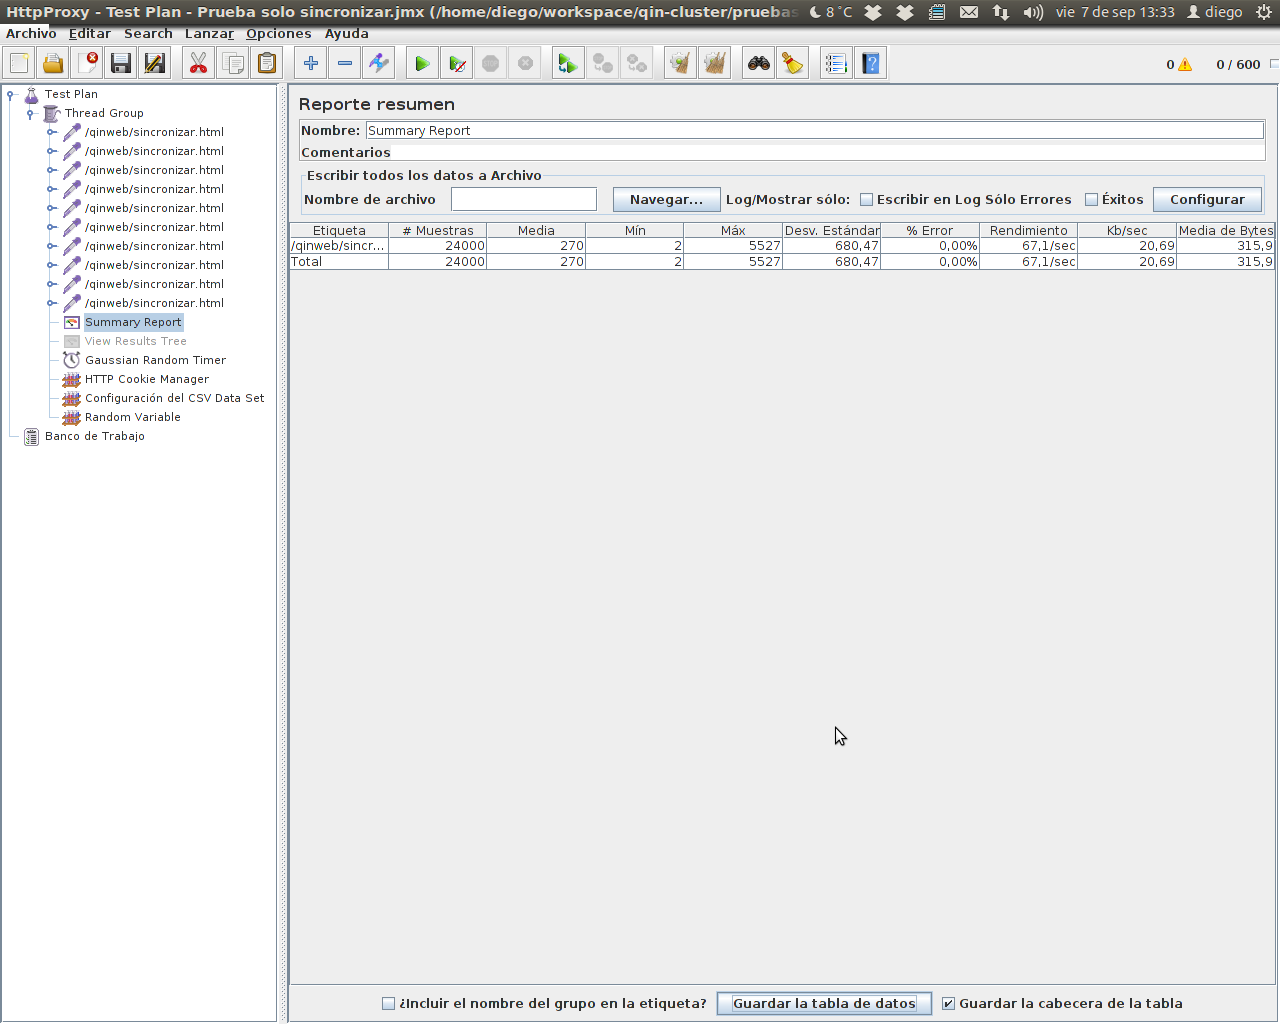 HttpProxy - Test Plan - Prueba solo sincronizar.jmx (/home/diego/workspace/qin-cluster/pruebas 8°C vie 7 de sep 13:33 diego
Archivo Editar Search Lanzar Opciones Ayuda
0 0 / 600
Test Plan
Thread Group
/qinweb/sincronizar.html
/qinweb/sincronizar.html
/qinweb/sincronizar.html
/qinweb/sincronizar.html
/qinweb/sincronizar.html
/qinweb/sincronizar.html
/qinweb/sincronizar.html
/qinweb/sincronizar.html
/qinweb/sincronizar.html
/qinweb/sincronizar.html
Summary Report
View Results Tree
Gaussian Random Timer
HTTP Cookie Manager
Configuración del CSV Data Set
Random Variable
Banco de Trabajo
Reporte resumen
Nombre: Summary Report
Comentarios
Escribir todos los datos a Archivo
Nombre de archivo Navegar... Log/Mostrar sólo: Escribir en Log Sólo Errores Éxitos Configurar
Etiqueta # Muestras Media Mín Máx Desv. Estándar % Error Rendimiento Kb/sec Media de Bytes
/qinweb/sincr... 24000 270 2 5527 680,47 0,00% 67,1/sec 20,69 315,9
Total 24000 270 2 5527 680,47 0,00% 67,1/sec 20,69 315,9
¿Incluir el nombre del grupo en la etiqueta? Guardar la tabla de datos Guardar la cabecera de la tabla